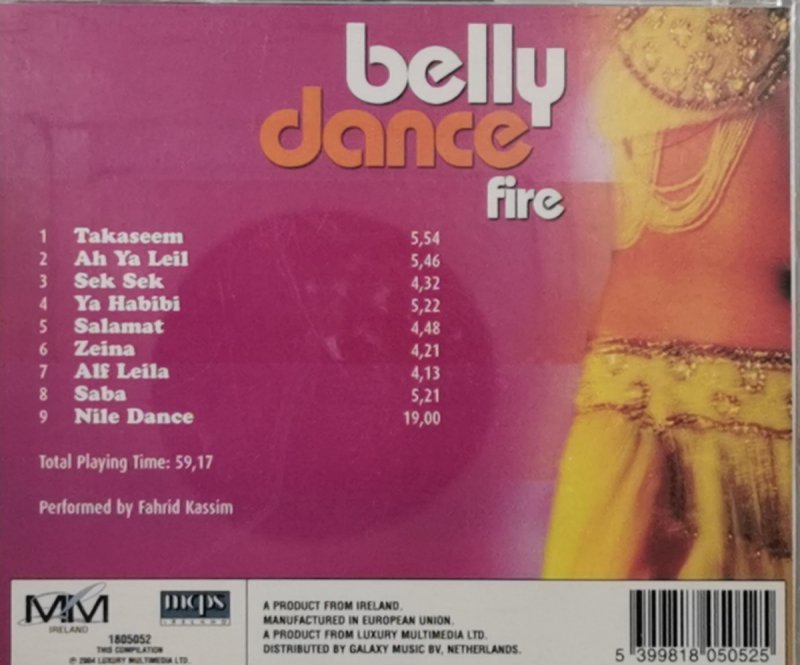 belly
dance
fire
1 Takaseem 5,54
2 Ah Ya Leil 5,46
3 Sek Sek 4,32
4 Ya Habibi 5,22
5 Salamat 4,48
6 Zeina 4,21
7 Alf Leila 4,13
8 Saba 5,21
9 Nile Dance 19,00
Total Playing Time: 59,17
Performed by Fahrid Kassim
MM
IRELAND
1805052
THIS COMPILATION
℗ 2004 LUXURY MULTIMEDIA LTD.
mcps
IRELAND
A PRODUCT FROM IRELAND.
MANUFACTURED IN EUROPEAN UNION.
A PRODUCT FROM LUXURY MULTIMEDIA LTD.
DISTRIBUTED BY GALAXY MUSIC BV, NETHERLANDS.
5 399818 050525